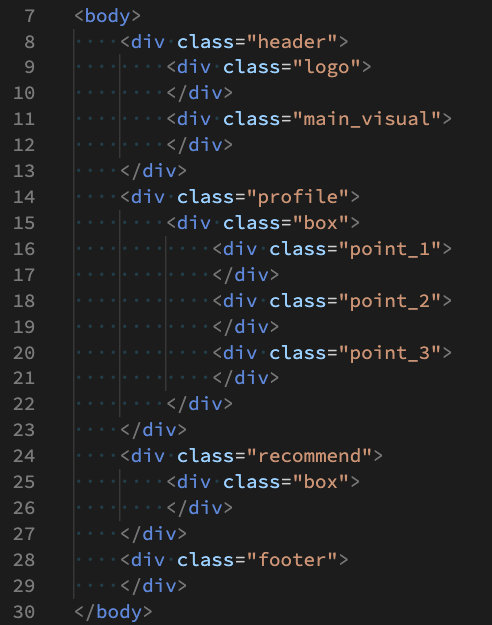 7 <body>
8     <div class="header">
9         <div class="logo">
10         </div>
11         <div class="main_visual">
12         </div>
13     </div>
14     <div class="profile">
15         <div class="box">
16             <div class="point_1">
17             </div>
18             <div class="point_2">
19             </div>
20             <div class="point_3">
21             </div>
22         </div>
23     </div>
24     <div class="recommend">
25         <div class="box">
26         </div>
27     </div>
28     <div class="footer">
29     </div>
30 </body>